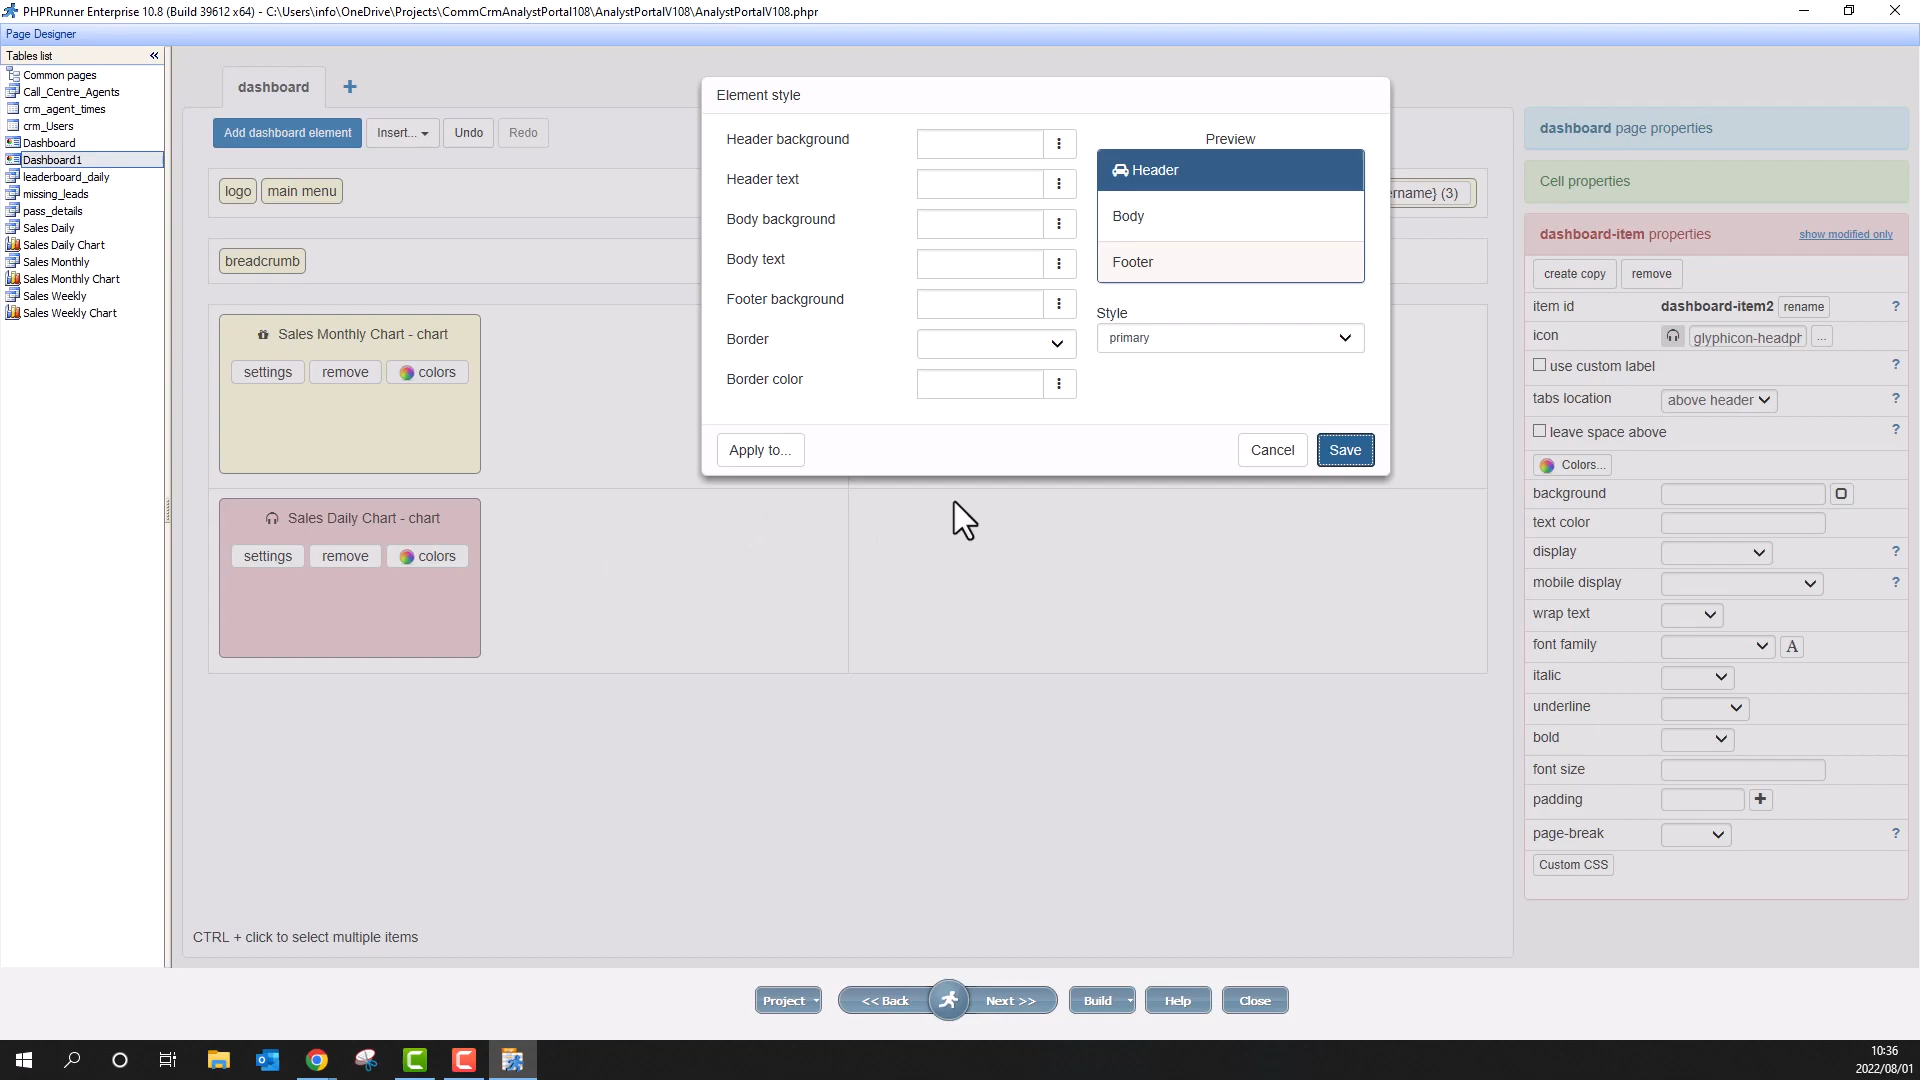 PHPRunner Enterprise 10.8 (Build 39612 x64) - C:\Users\info\OneDrive\Projects\CommCrmAnalystPortal108\AnalystPortalV108\AnalystPortalV108.phpr
Page Designer
Tables list
Common pages
Call_Centre_Agents
crm_agent_times
crm_Users
Dashboard
Dashboard1
leaderboard_daily
missing_leads
pass_details
Sales Daily
Sales Daily Chart
Sales Monthly
Sales Monthly Chart
Sales Weekly
Sales Weekly Chart
dashboard
Add dashboard element Insert... Undo Redo
logo main menu
ername} (3)
breadcrumb
Sales Monthly Chart - chart
settings remove colors
Sales Daily Chart - chart
settings remove colors
CTRL + click to select multiple items
Element style
Header background
Header text
Body background
Body text
Footer background
Border
Border color
Preview
Header
Body
Footer
Style
primary
Apply to... Cancel Save
dashboard page properties
Cell properties
dashboard-item properties show modified only
create copy remove
item id dashboard-item2 rename ?
icon glyphicon-headph ...
use custom label ?
tabs location above header ?
leave space above ?
Colors...
background
text color
display ?
mobile display ?
wrap text
font family A
italic
underline
bold
font size
padding
page-break ?
Custom CSS
Project << Back Next >> Build Help Close
10:36
2022/08/01